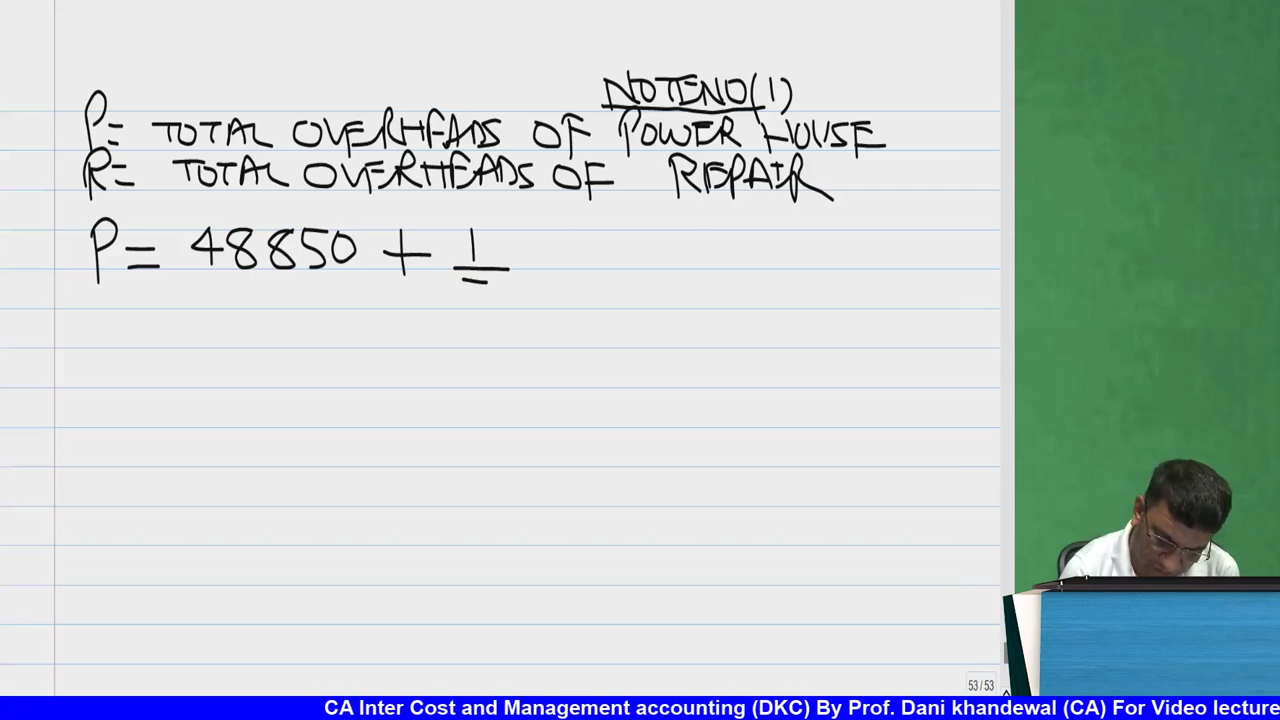 NOTE NO (1)
P = TOTAL OVERHEADS OF POWER HOUSE
R = TOTAL OVERHEADS OF REPAIR
P = 48850 + 1
53 / 53
CA Inter Cost and Management accounting (DKC) By Prof. Dani khandewal (CA) For Video lecture